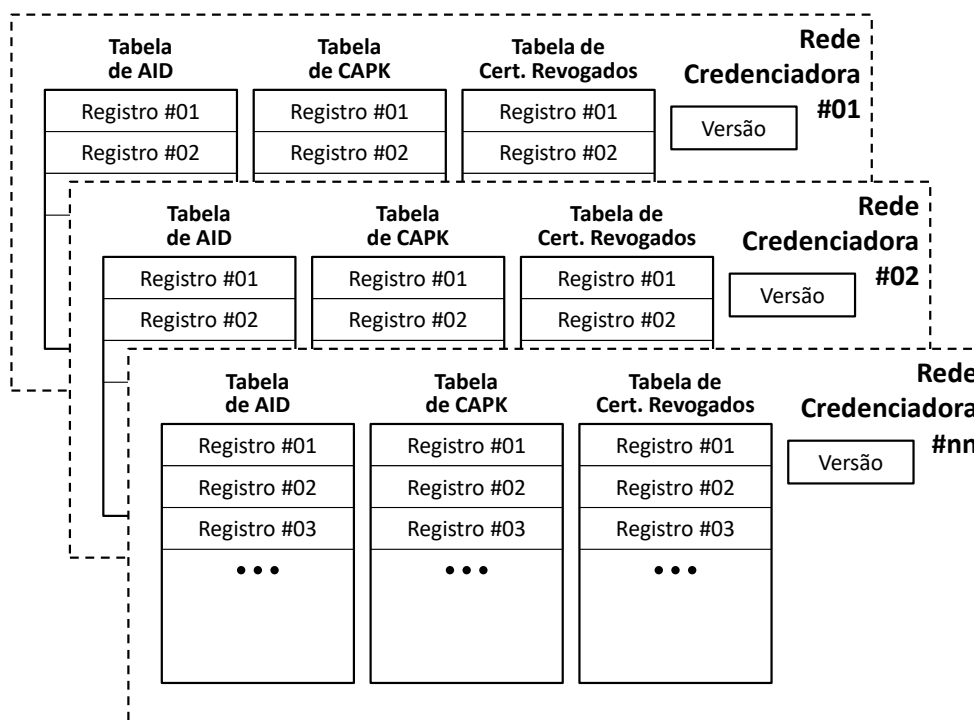 Tabela
de AID
Tabela
de CAPK
Tabela de
Cert. Revogados
Rede
Credenciadora
#01
Registro #01
Registro #01
Registro #01
Versão
Registro #02
Registro #02
Registro #02
Tabela
de AID
Tabela
de CAPK
Tabela de
Cert. Revogados
Rede
Credenciadora
#02
Registro #01
Registro #01
Registro #01
Versão
Registro #02
Registro #02
Registro #02
Tabela
de AID
Tabela
de CAPK
Tabela de
Cert. Revogados
Rede
Credenciadora
#nn
Registro #01
Registro #01
Registro #01
Versão
Registro #02
Registro #02
Registro #02
Registro #03
Registro #03
Registro #03
•••
•••
•••